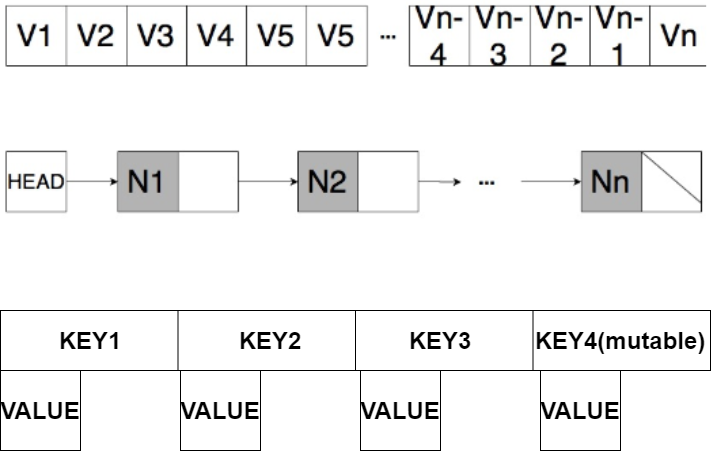 V1 V2 V3 V4 V5 V5 ... Vn-4 Vn-3 Vn-2 Vn-1 Vn
HEAD N1 N2 ... Nn
KEY1 KEY2 KEY3 KEY4(mutable)
VALUE VALUE VALUE VALUE